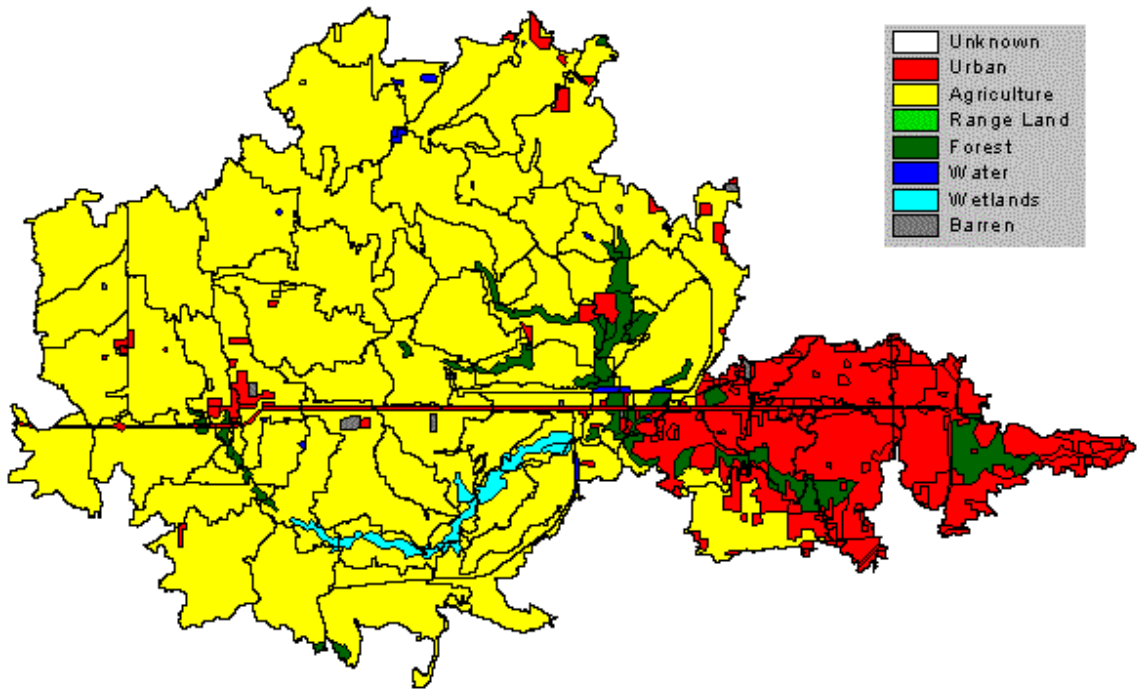 Unknown
Urban
Agriculture
Range Land
Forest
Water
Wetlands
Barren